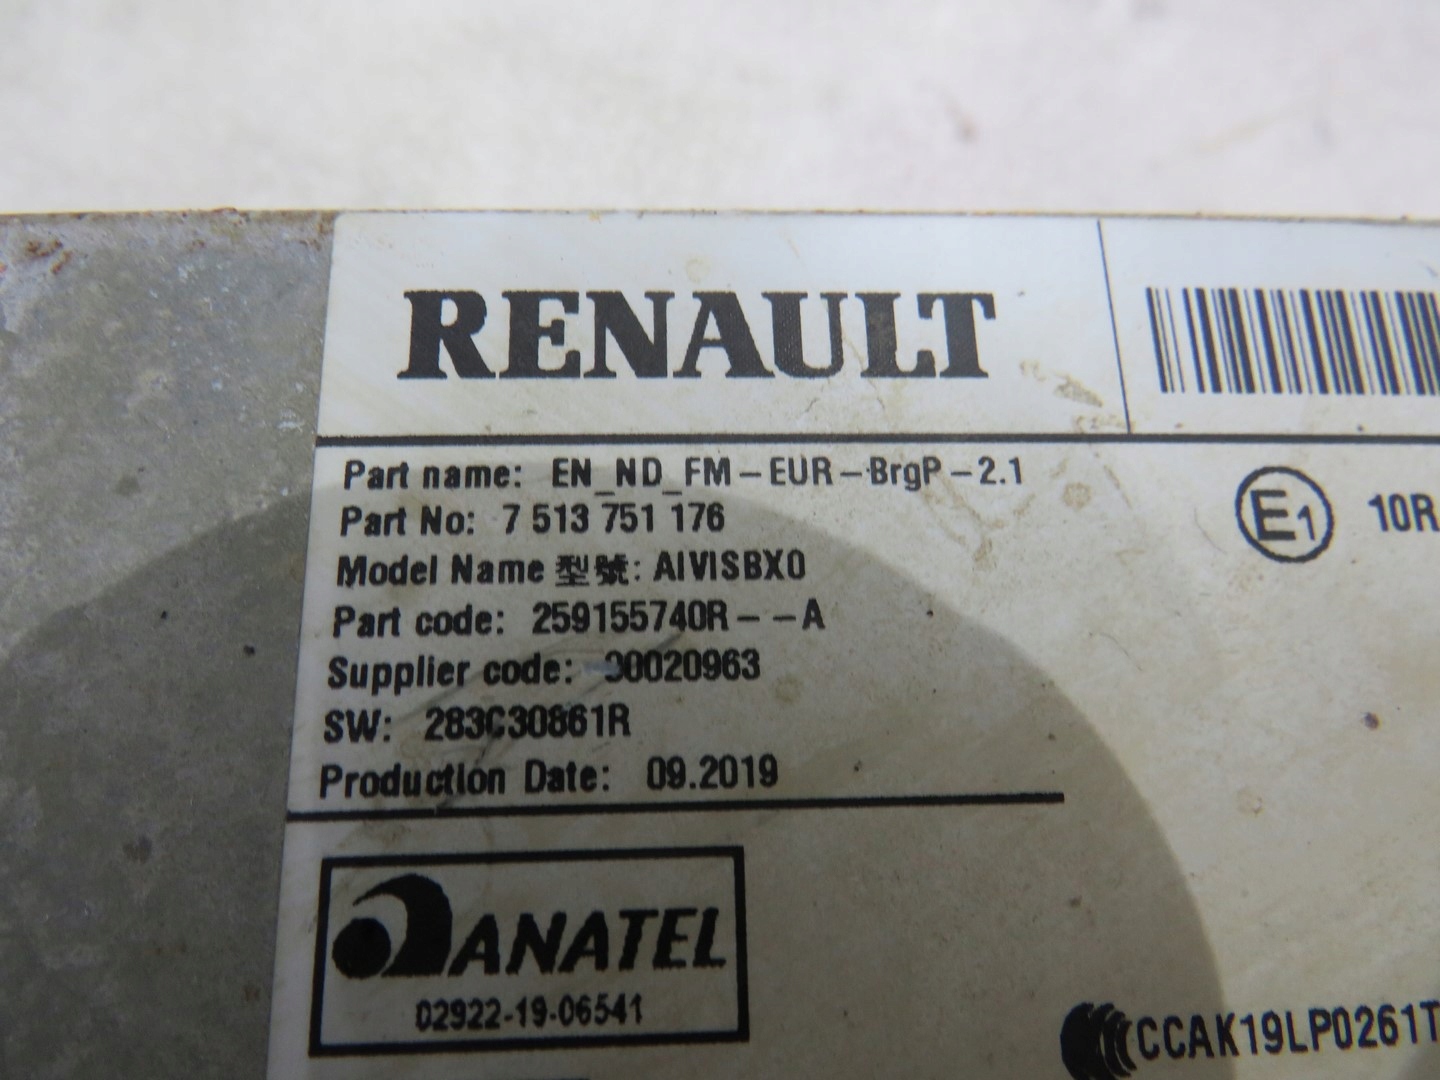 RENAULT
Part name: EN_ND_FM-EUR-BrgP-2.1
Part No: 7 513 751 176
Model Name 型號: AIVISBX0
Part code: 259155740R--A
Supplier code: 00020963
SW: 283C30861R
Production Date: 09.2019
E1 10R
ANATEL
02922-19-06541
CCAK19LP0261T